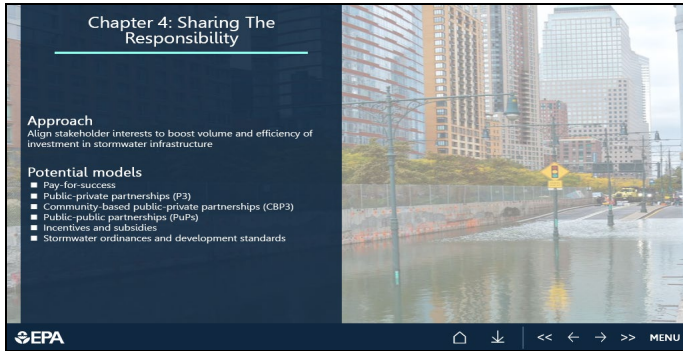 Chapter 4: Sharing The
Responsibility
Approach
Align stakeholder interests to boost volume and efficiency of
investment in stormwater infrastructure
Potential models
■ Pay-for-success
■ Public-private partnerships (P3)
■ Community-based public-private partnerships (CBP3)
■ Public-public partnerships (PuPs)
■ Incentives and subsidies
■ Stormwater ordinances and development standards
EPA
<< ← → >> MENU